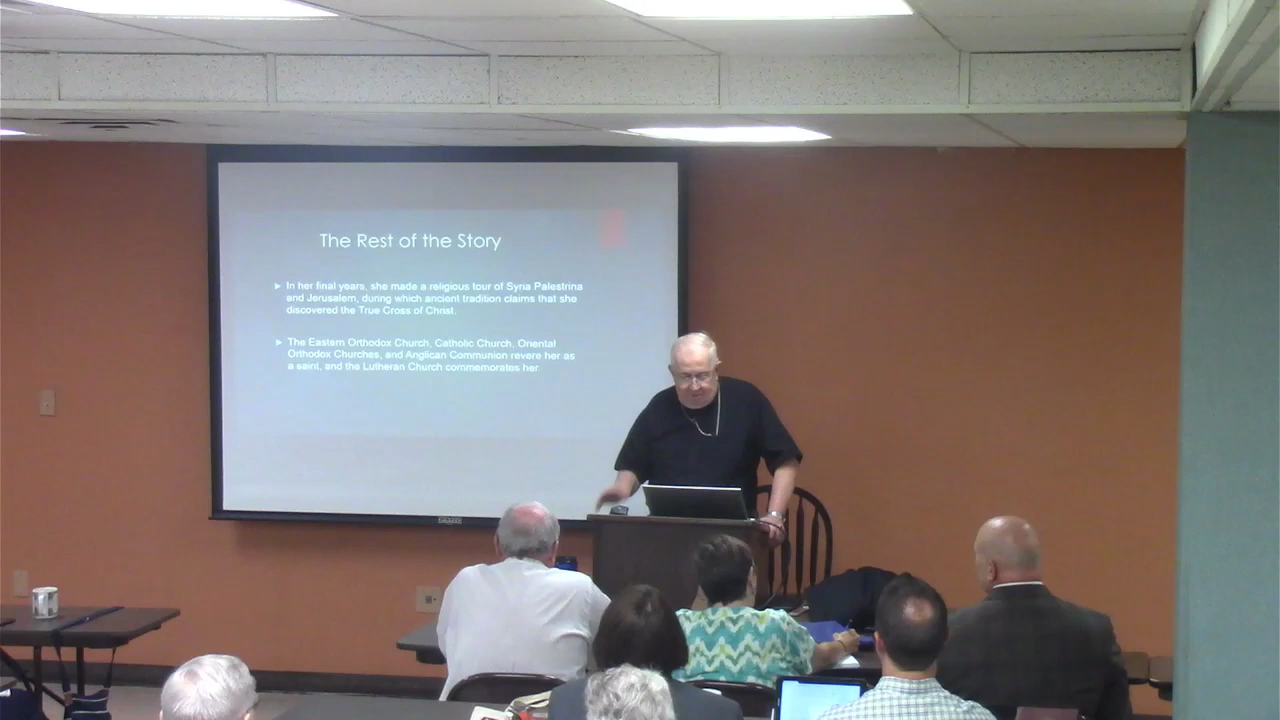 The Rest of the Story
In her final years, she made a religious tour of Syria Palestrina
and Jerusalem, during which ancient tradition claims that she
discovered the True Cross of Christ.
The Eastern Orthodox Church, Catholic Church, Oriental
Orthodox Churches, and Anglican Communion revere her as
a saint, and the Lutheran Church commemorates her